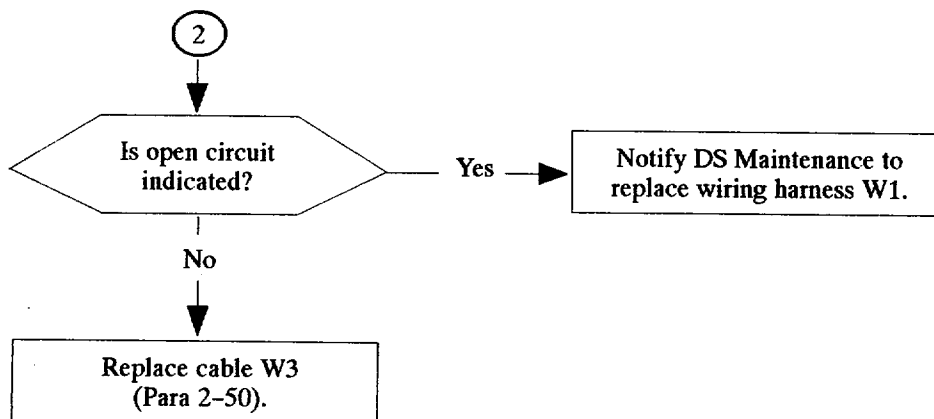 2
Is open circuit
indicated?
Yes
Notify DS Maintenance to
replace wiring harness W1.
No
Replace cable W3
(Para 2-50).